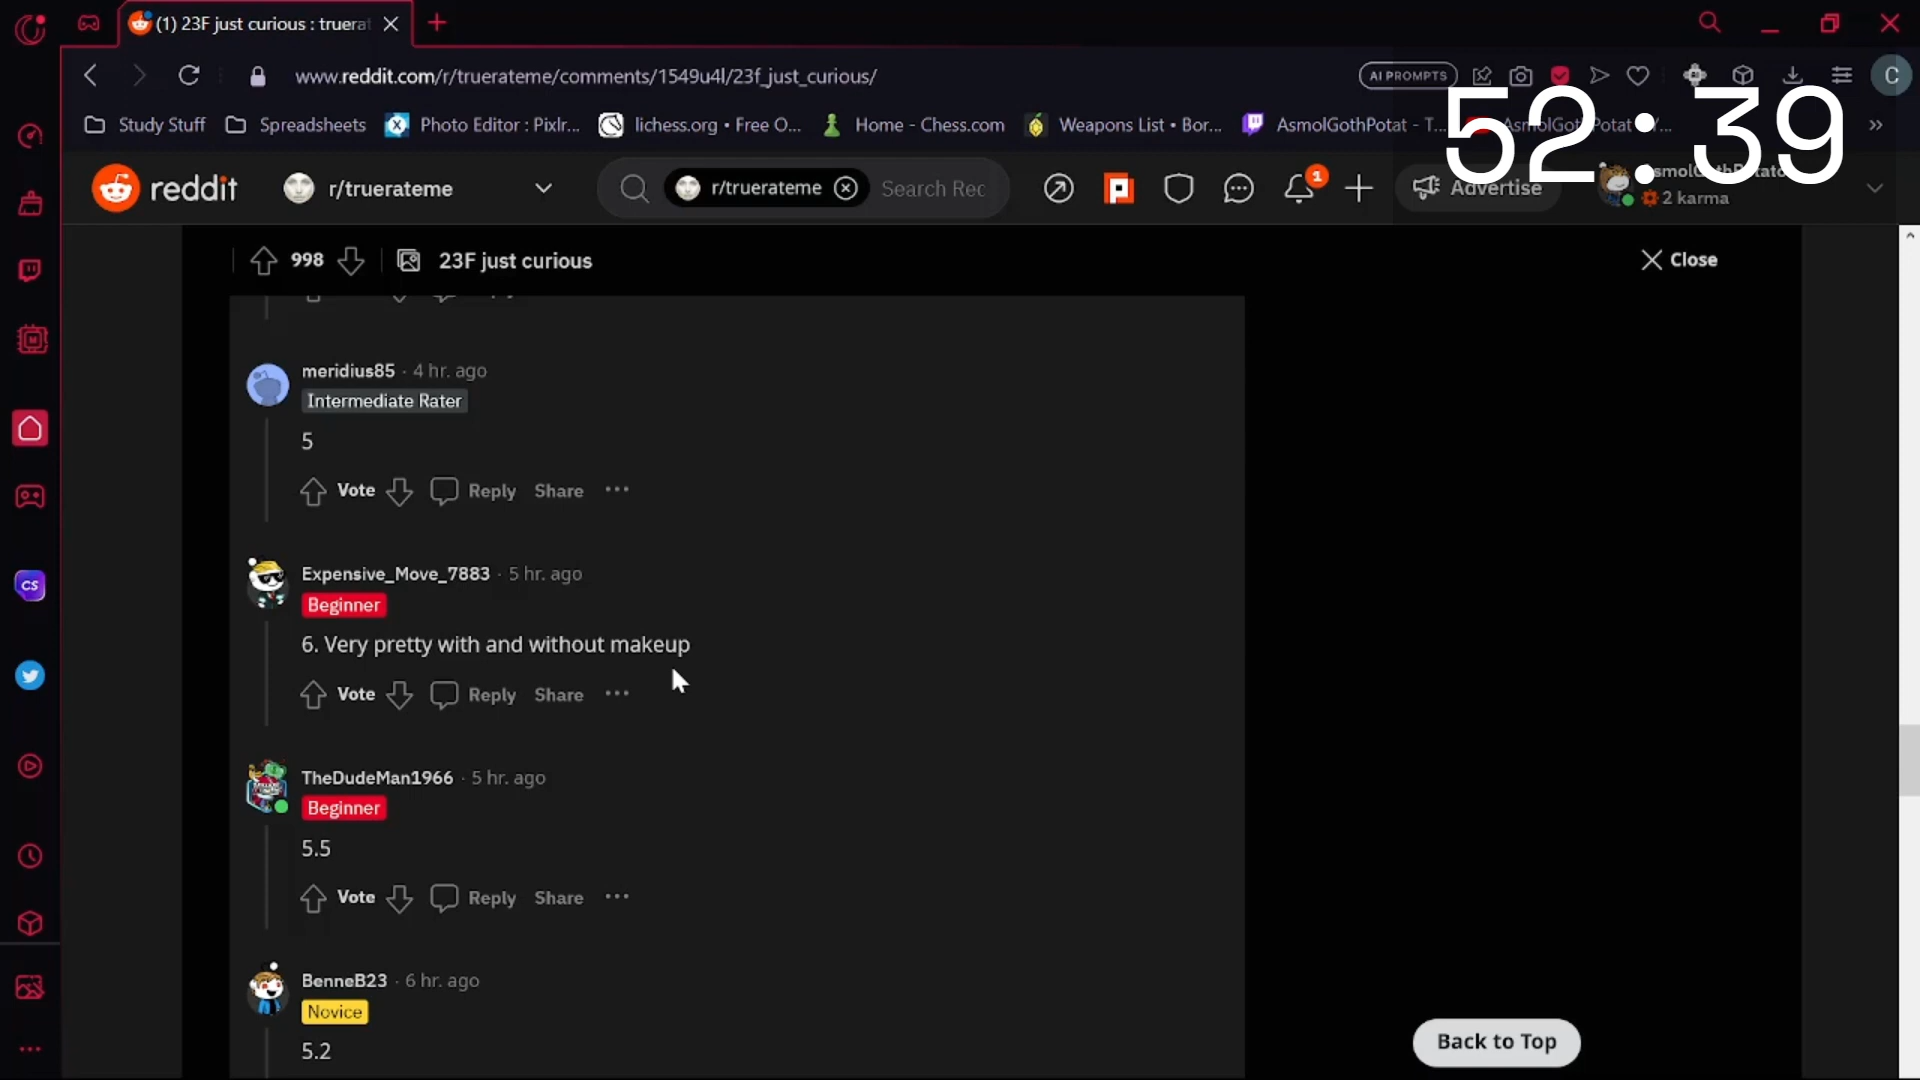 (1) 23F just curious : truerat
www.reddit.com/r/truerateme/comments/1549u4l/23f_just_curious/
AI PROMPTS
C
52:39
Study Stuff
Spreadsheets
Photo Editor : Pixlr...
lichess.org • Free O...
Home - Chess.com
Weapons List • Bor...
AsmolGothPotat - T...
AsmolGothPotat
reddit
r/truerateme
r/truerateme
Search Rec
1
Advertise
2 karma
998
23F just curious
Close
meridius85 · 4 hr. ago
Intermediate Rater
5
Vote
Reply
Share
Expensive_Move_7883 · 5 hr. ago
Beginner
6. Very pretty with and without makeup
Vote
Reply
Share
TheDudeMan1966 · 5 hr. ago
Beginner
5.5
Vote
Reply
Share
BenneB23 · 6 hr. ago
Novice
5.2
Back to Top
CS